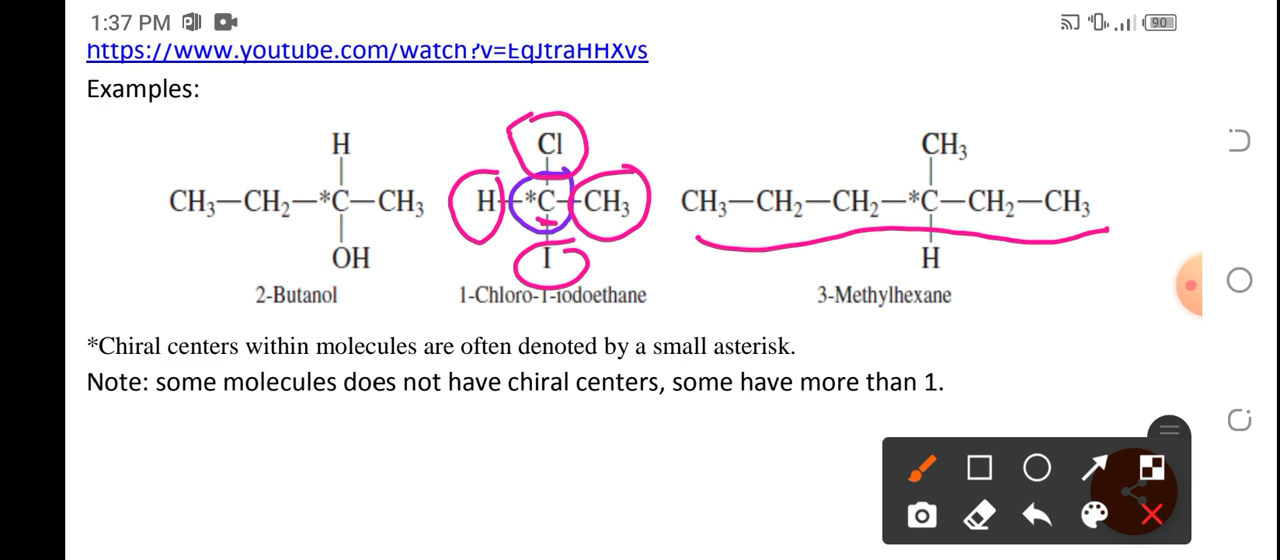 1:37 PM 90
https://www.youtube.com/watch?v=EqJtraHHXvs
Examples:
H Cl CH3
CH3—CH2—*C—CH3 H—*C—CH3 CH3—CH2—CH2—*C—CH2—CH3
OH I H
2-Butanol 1-Chloro-1-iodoethane 3-Methylhexane
*Chiral centers within molecules are often denoted by a small asterisk.
Note: some molecules does not have chiral centers, some have more than 1.